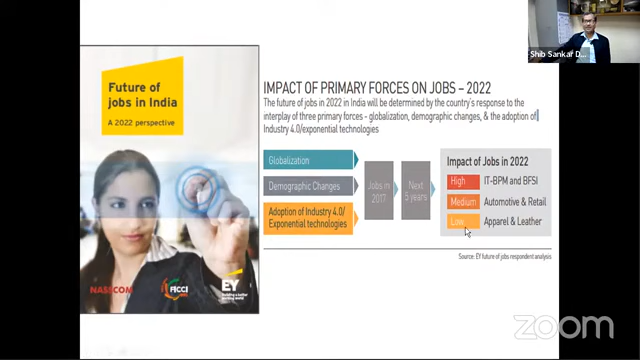 Future of
jobs in India
A 2022 perspective
NASSCOM
FICCI
EY
Building a better
working world
IMPACT OF PRIMARY FORCES ON JOBS – 2022
The future of jobs in 2022 in India will be determined by the country's response to the
interplay of three primary forces - globalization, demographic changes, & the adoption of
Industry 4.0/exponential technologies
Globalization
Demographic Changes
Adoption of Industry 4.0/
Exponential technologies
Jobs in
2017
Next
5 years
Impact of Jobs in 2022
High IT-BPM and BFSI
Medium Automotive & Retail
Low Apparel & Leather
Source: EY future of jobs respondent analysis
Shib Sankar D...
zoom